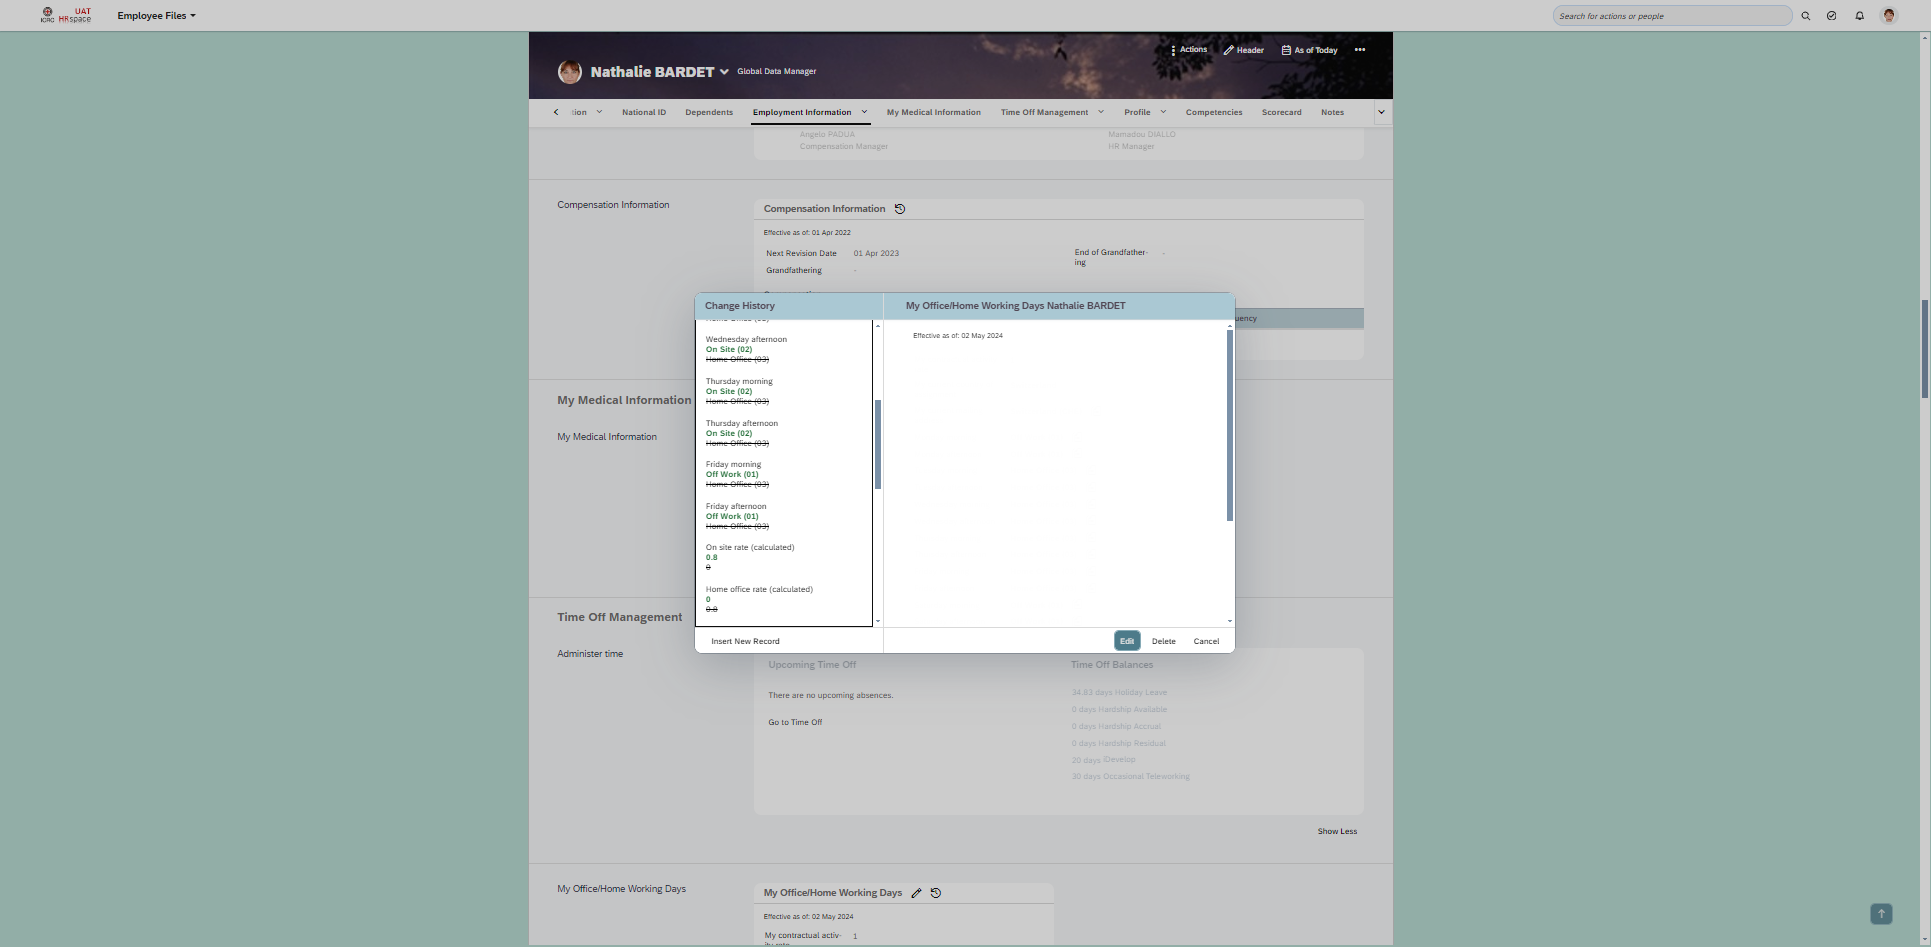 ICRC
UAT
HRspace
Employee Files
Search for actions or people
Nathalie BARDET
Global Data Manager
Actions
Header
As of Today
tion
National ID
Dependents
Employment Information
My Medical Information
Time Off Management
Profile
Competencies
Scorecard
Notes
Angelo PADUA
Compensation Manager
Mamadou DIALLO
HR Manager
Compensation Information
Compensation Information
Effective as of: 01 Apr 2022
Next Revision Date
01 Apr 2023
End of Grandfather-
ing
-
Grandfathering
-
uency
Change History
My Office/Home Working Days Nathalie BARDET
Wednesday afternoon
On Site (02)
Home Office (03)
Thursday morning
On Site (02)
Home Office (03)
Thursday afternoon
On Site (02)
Home Office (03)
Friday morning
Off Work (01)
Home Office (03)
Friday afternoon
Off Work (01)
Home Office (03)
On site rate (calculated)
0.8
0
Home office rate (calculated)
0
0.8
Effective as of: 02 May 2024
Insert New Record
Edit
Delete
Cancel
My Medical Information
My Medical Information
Time Off Management
Administer time
Upcoming Time Off
There are no upcoming absences.
Go to Time Off
Time Off Balances
34.83 days Holiday Leave
0 days Hardship Available
0 days Hardship Accrual
0 days Hardship Residual
20 days IDevelop
30 days Occasional Teleworking
Show Less
My Office/Home Working Days
My Office/Home Working Days
Effective as of: 02 May 2024
My contractual activ-
1